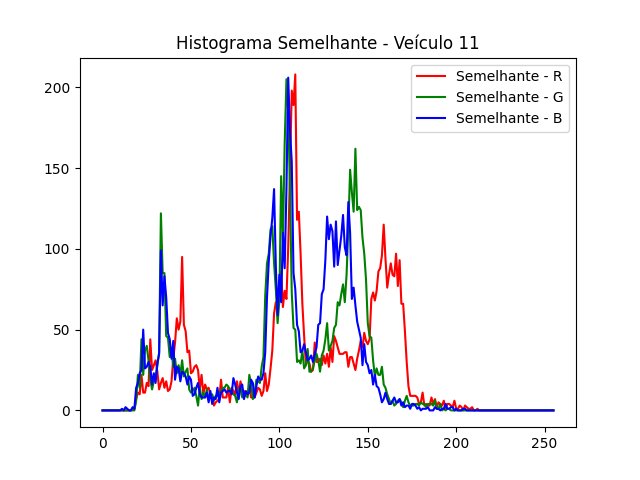 Histograma Semelhante - Veículo 11
Semelhante - R
Semelhante - G
Semelhante - B
200
150
100
50
0
0 50 100 150 200 250